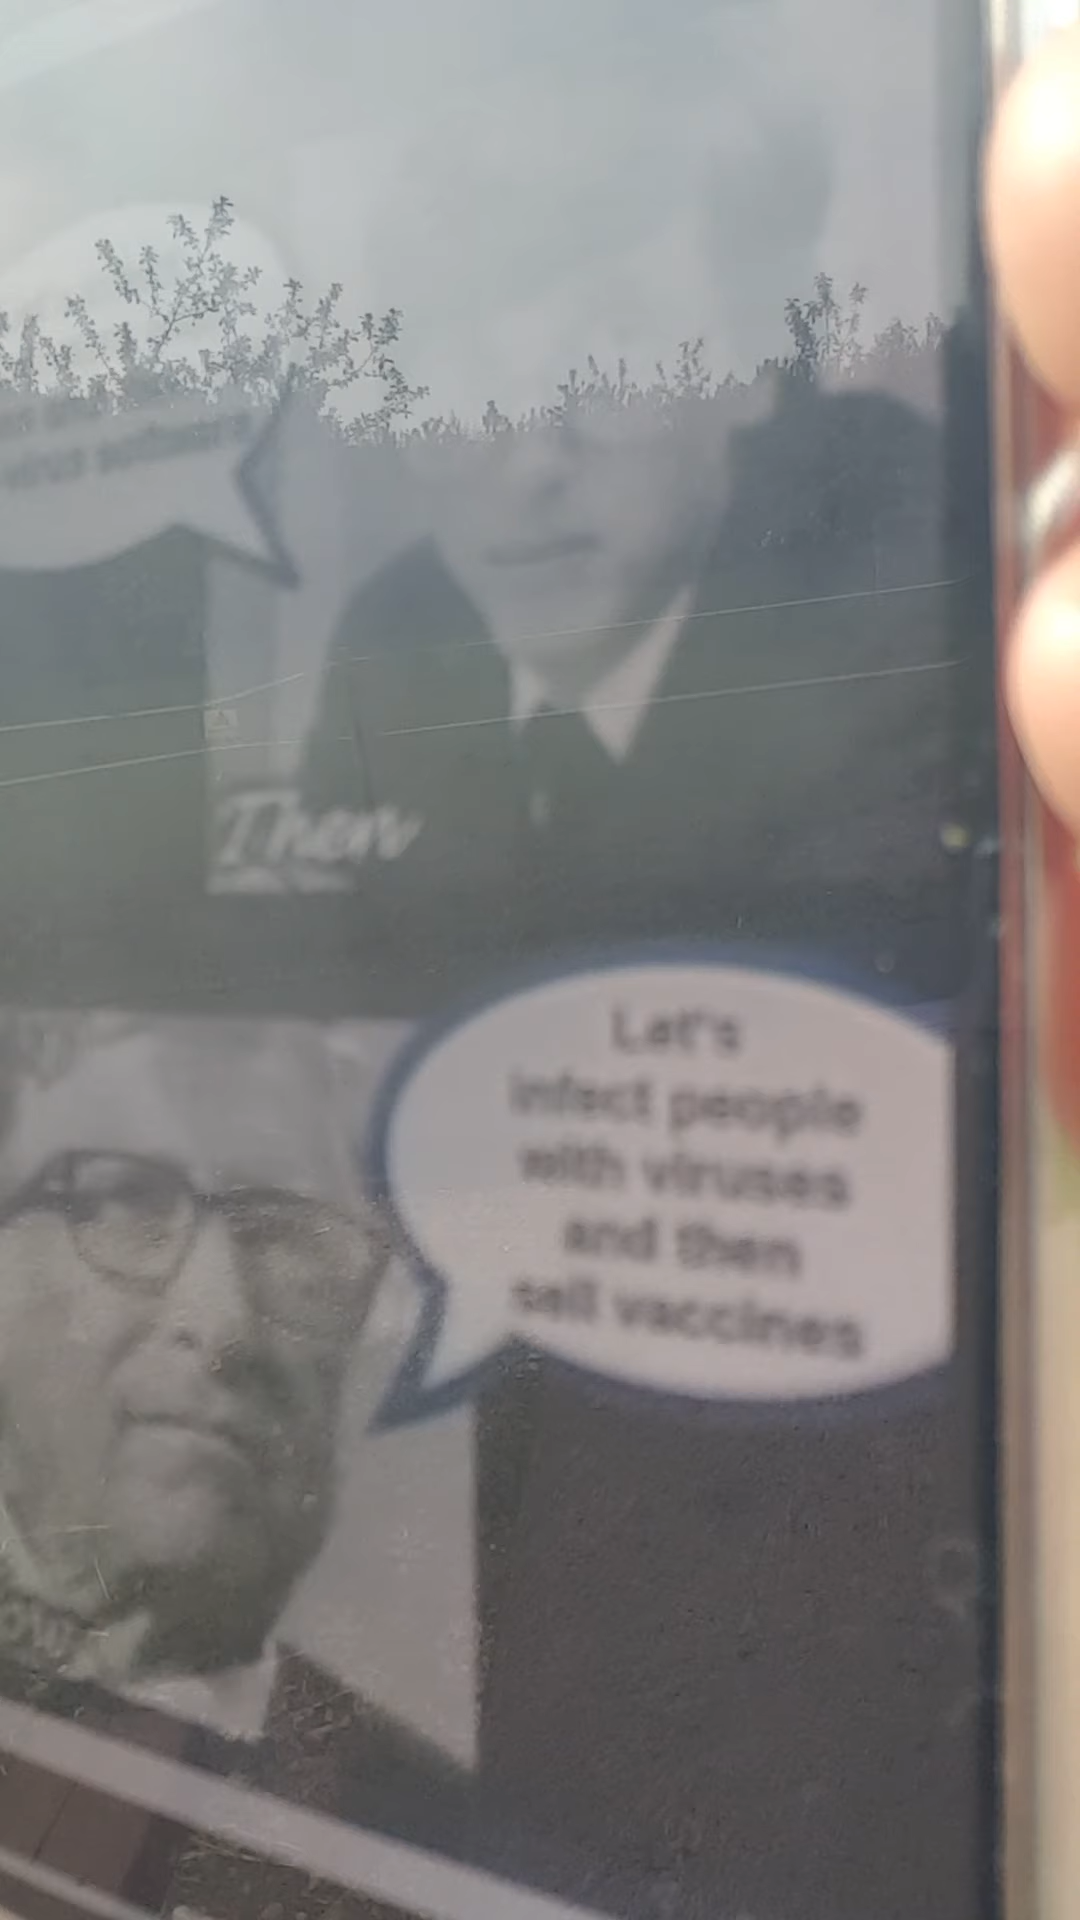 Then
Let's
infect people
with viruses
and then
sell vaccines